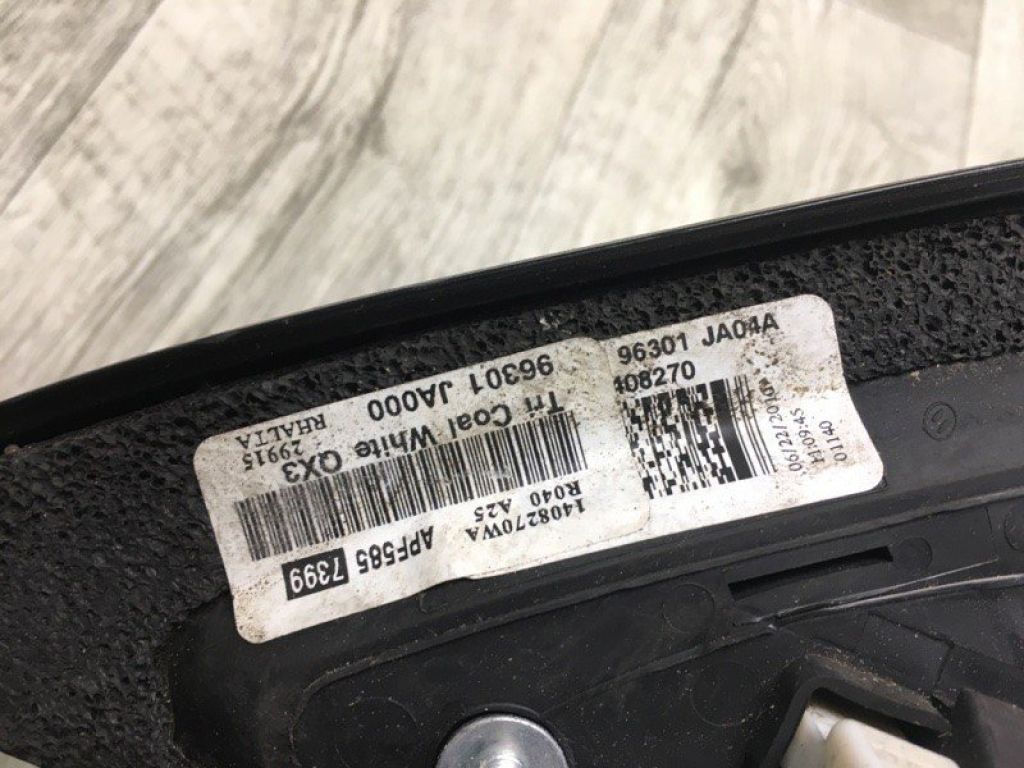 96301 JA04A
408270
06/22/2010
11:09:45
01140
1408270WA
R040 A25
APF585 7399
Tri Coal White QX3
96301 JA000
29915
RHALTA